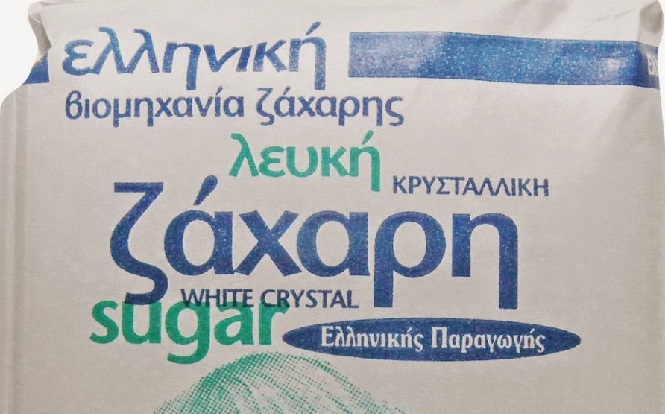 ελληνική
βιομηχανία ζάχαρης
λευκή
ΚΡΥΣΤΑΛΛΙΚΗ
ζάχαρη
WHITE CRYSTAL
sugar
Ελληνικής Παραγωγής